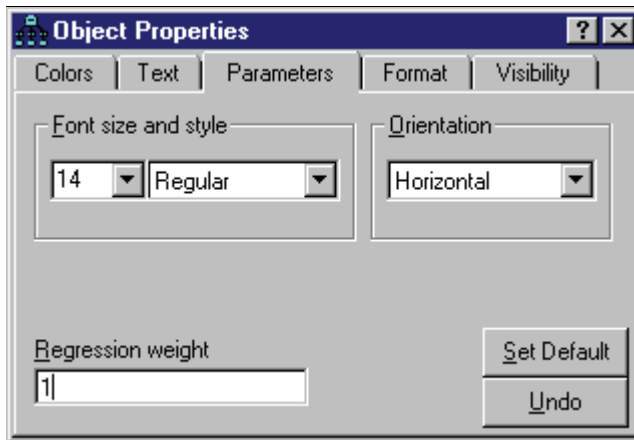 Object Properties
Colors Text Parameters Format Visibility
Font size and style
Orientation
14 Regular
Horizontal
Regression weight
1
Set Default
Undo